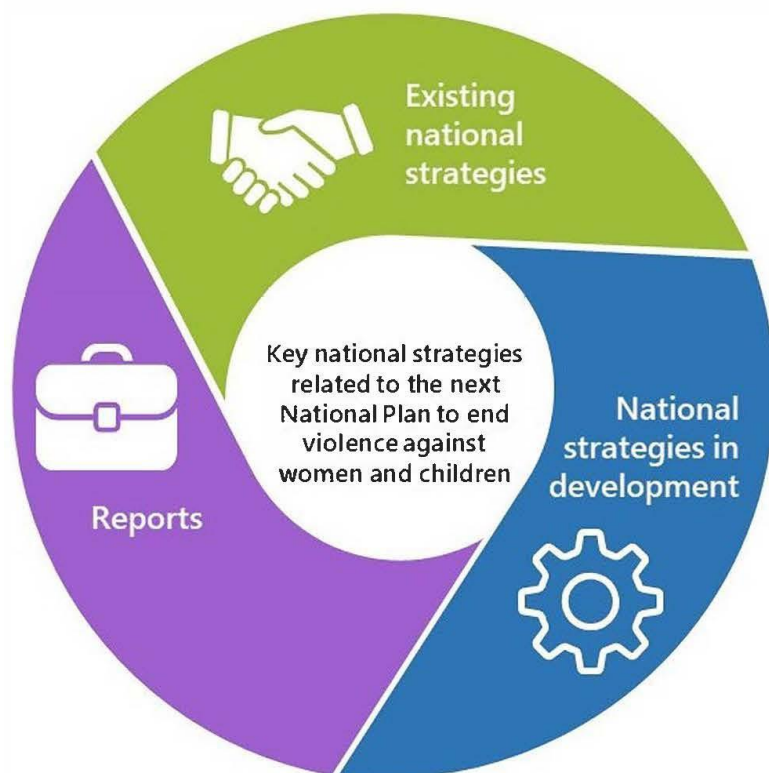 Existing
national
strategies
Key national strategies
related to the next
National Plan to end
violence against
women and children
National
strategies in
development
Reports